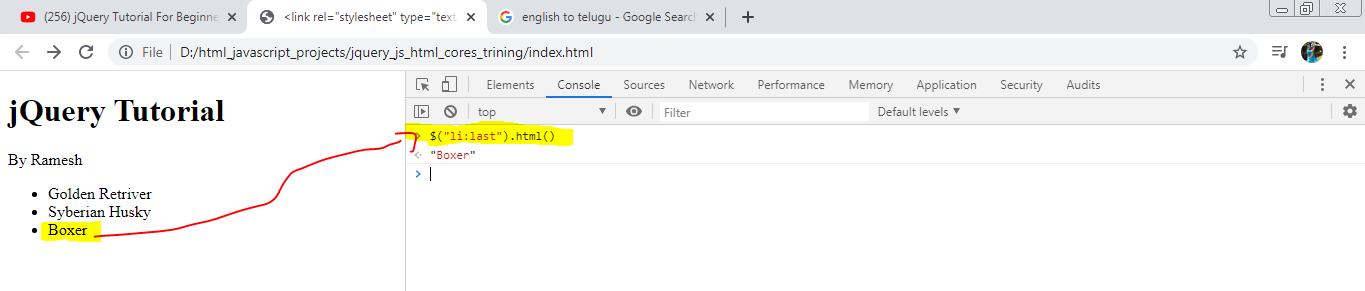 (256) jQuery Tutorial For Beginne
<link rel="stylesheet" type="text
english to telugu - Google Searc
File D:/html_javascript_projects/jquery_js_html_cores_trining/index.html
jQuery Tutorial
By Ramesh
Golden Retriver
Syberian Husky
Boxer
Elements Console Sources Network Performance Memory Application Security Audits
top Filter Default levels
$("li:last").html()
"Boxer"